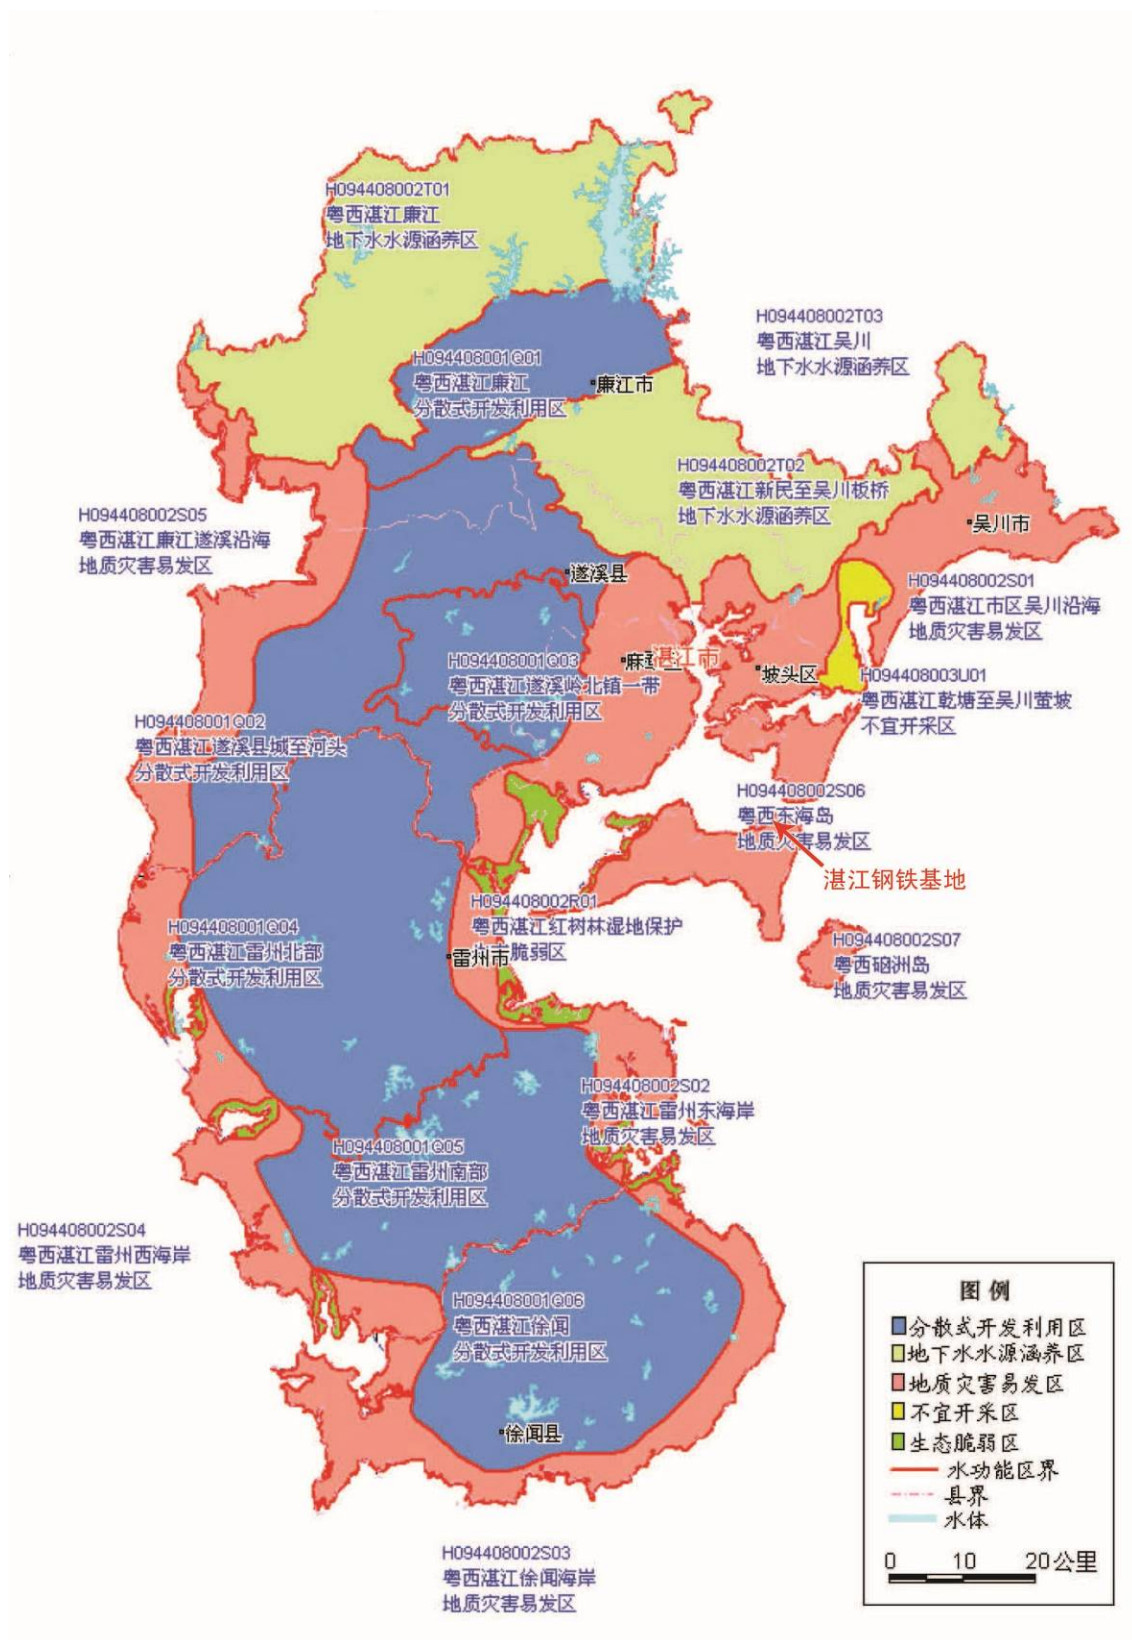 H094408002T01
粤西湛江廉江
地下水水源涵养区
H094408002T03
粤西湛江吴川
地下水水源涵养区
H094408001Q01
粤西湛江廉江
分散式开发利用区
廉江市
H094408002T02
粤西湛江新民至吴川板桥
地下水水源涵养区
吴川市
H094408002S05
粤西湛江廉江遂溪沿海
地质灾害易发区
遂溪县
H094408002S01
粤西湛江市区吴川沿海
地质灾害易发区
H094408001Q03
粤西湛江遂溪岭北镇一带
分散式开发利用区
麻
湛江市
坡头区
H094408003U01
粤西湛江乾塘至吴川萱坡
不宜开采区
H094408001Q02
粤西湛江遂溪县城至河头
分散式开发利用区
H094408002S06
粤西东海岛
地质灾害易发区
湛江钢铁基地
H094408002R01
粤西湛江红树林湿地保护
脆弱区
H094408001Q04
粤西湛江雷州北部
分散式开发利用区
雷州市
H094408002S07
粤西硇洲岛
地质灾害易发区
H094408002S02
粤西湛江雷州东海岸
地质灾害易发区
H094408001Q05
粤西湛江雷州南部
分散式开发利用区
H094408002S04
粤西湛江雷州西海岸
地质灾害易发区
H094408001Q06
粤西湛江徐闻
分散式开发利用区
徐闻县
H094408002S03
粤西湛江徐闻海岸
地质灾害易发区
图例
分散式开发利用区
地下水水源涵养区
地质灾害易发区
不宜开采区
生态脆弱区
水功能区界
县界
水体
0 10 20公里